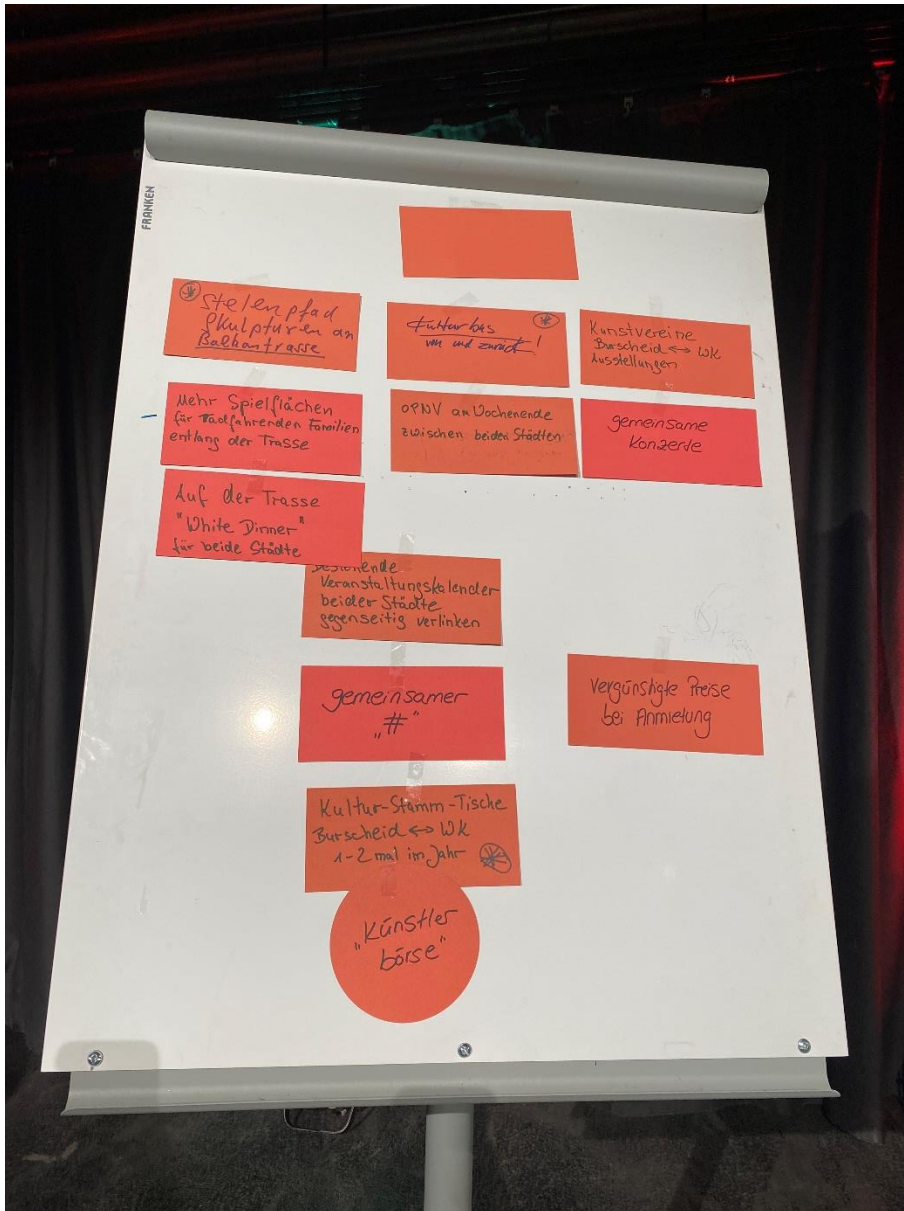 FRANKEN
Stelenpfad
Skulpturen an
Balkantrasse
Kulturbus
von und zurück!
Kunstvereine
Burscheid ↔ WK
Ausstellungen
Mehr Spielflächen
für radfahrenden Familien
entlang der Trasse
ÖPNV am Wochenende
zwischen beiden Städten
gemeinsame
Konzerte
Auf der Trasse
"White Dinner"
für beide Städte
Bestehende
Veranstaltungskalender
beider Städte
gegenseitig verlinken
gemeinsamer
„#“
Vergünstigte Preise
bei Anmietung
Kultur-Stamm-Tische
Burscheid ↔ WK
1-2 mal im Jahr
„Künstler
börse“